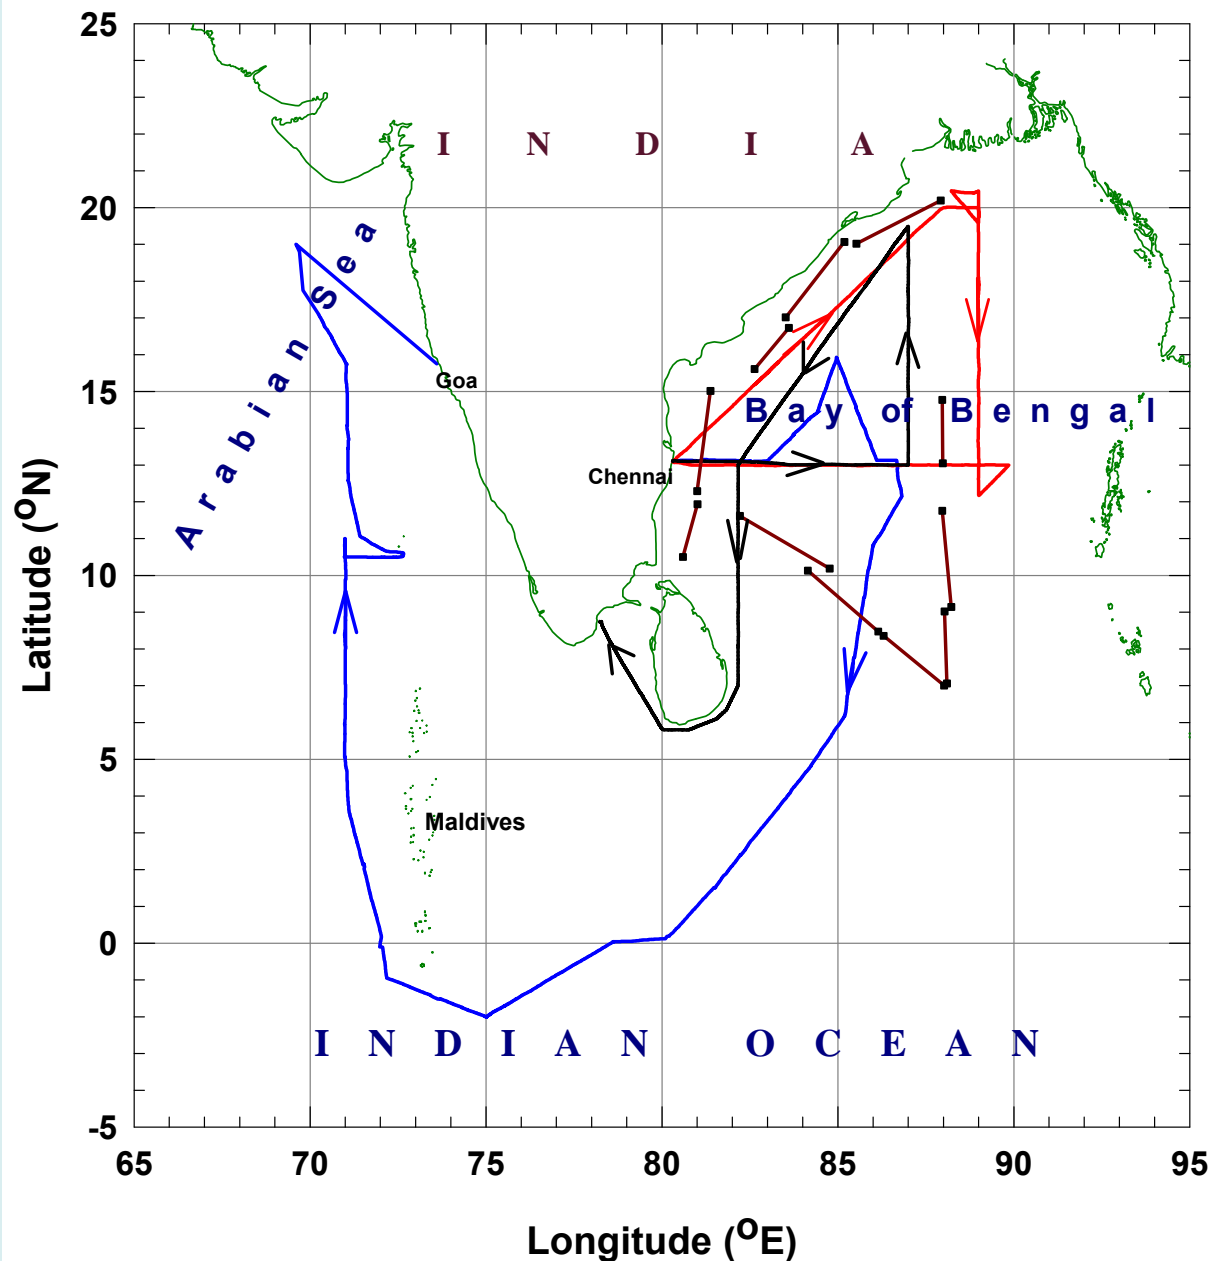 25
20
15
10
5
0
-5
65 70 75 80 85 90 95
Latitude (ᴼN)
Longitude (ᴼE)
I N D I A
Arabian Sea
Goa
Bay of Bengal
Chennai
Maldives
I N D I A N O C E A N